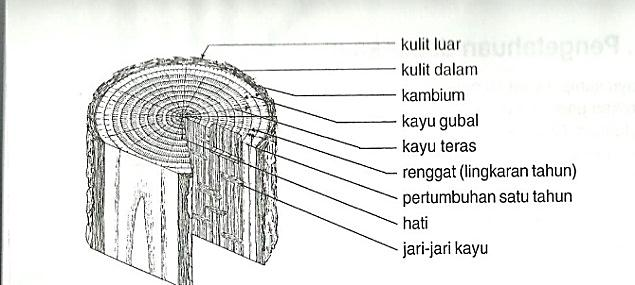 kulit luar
kulit dalam
kambium
kayu gubal
kayu teras
renggat (lingkaran tahun)
pertumbuhan satu tahun
hati
jari-jari kayu